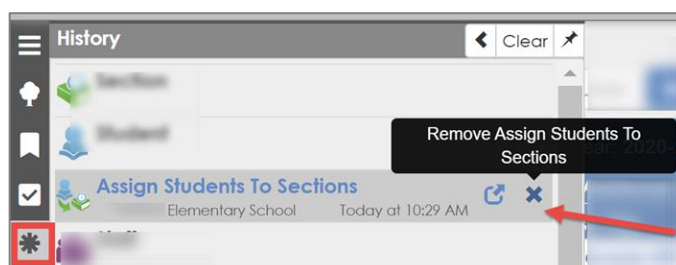 History
Clear
Remove Assign Students To
Sections
Assign Students To Sections
Elementary School Today at 10:29 AM